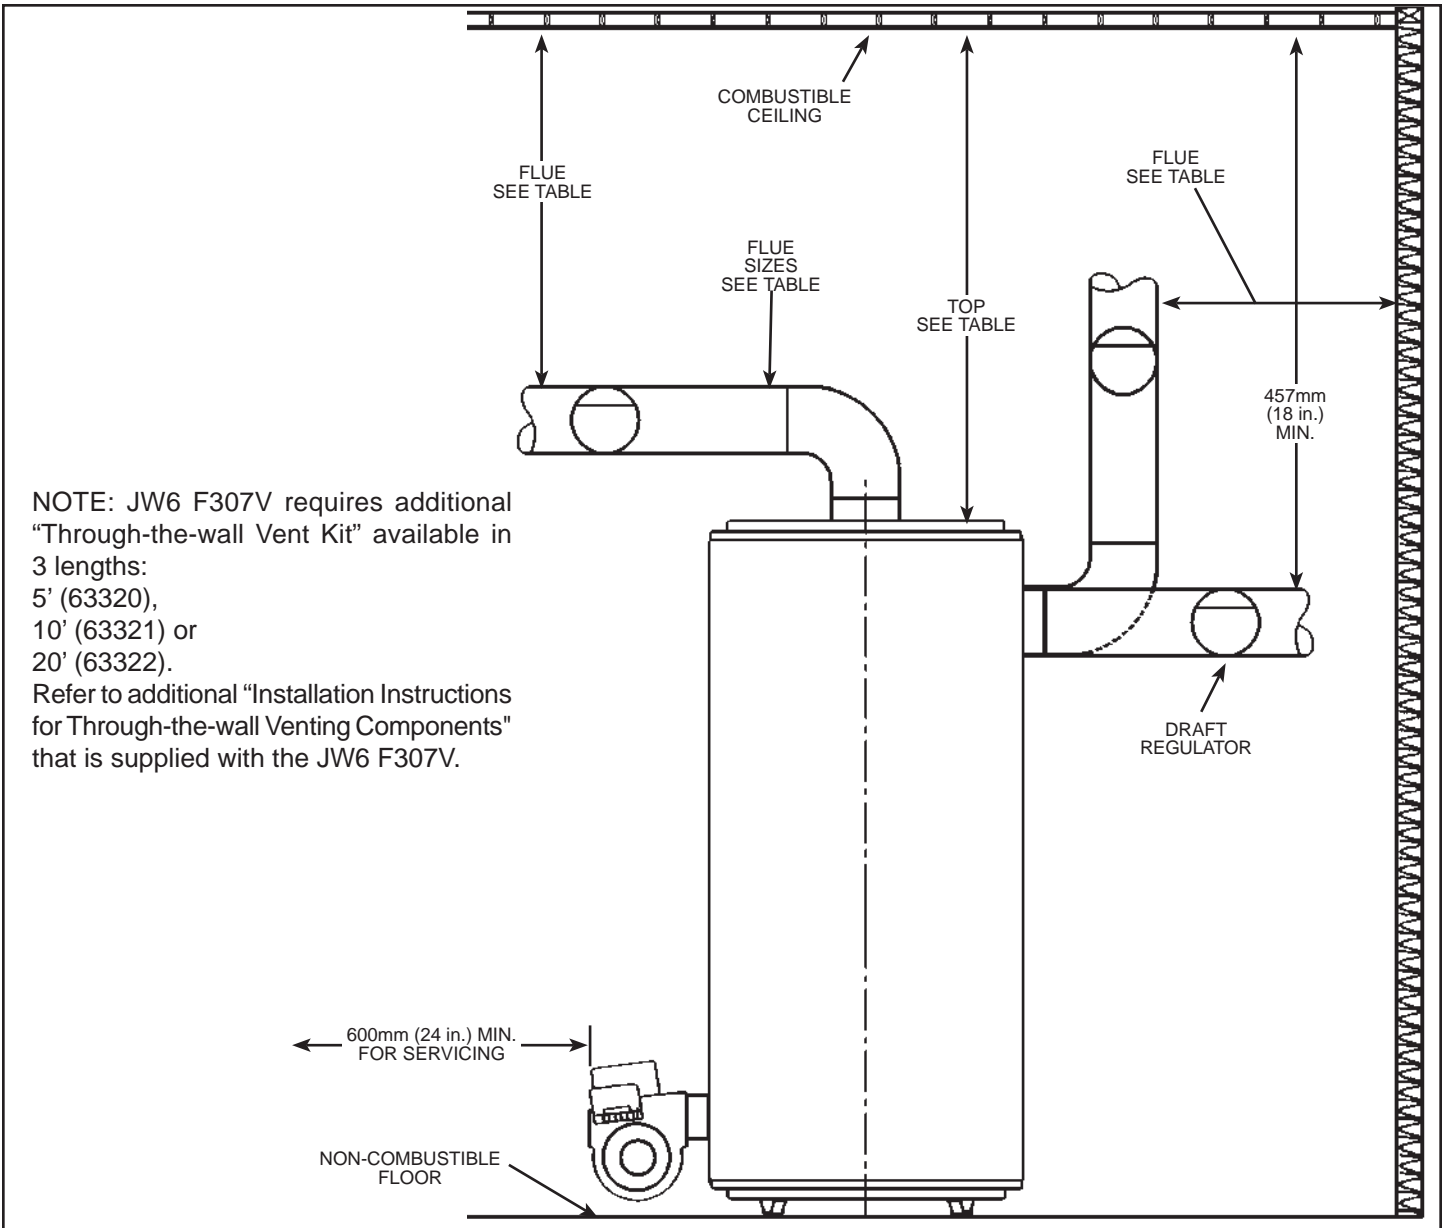 COMBUSTIBLE
CEILING
FLUE
SEE TABLE
FLUE
SEE TABLE
FLUE
SIZES
SEE TABLE
TOP
SEE TABLE
457mm
(18 in.)
MIN.
NOTE: JW6 F307V requires additional
“Through-the-wall Vent Kit” available in
3 lengths:
5’ (63320),
10’ (63321) or
20’ (63322).
Refer to additional “Installation Instructions
for Through-the-wall Venting Components"
that is supplied with the JW6 F307V.
DRAFT
REGULATOR
600mm (24 in.) MIN.
FOR SERVICING
NON-COMBUSTIBLE
FLOOR